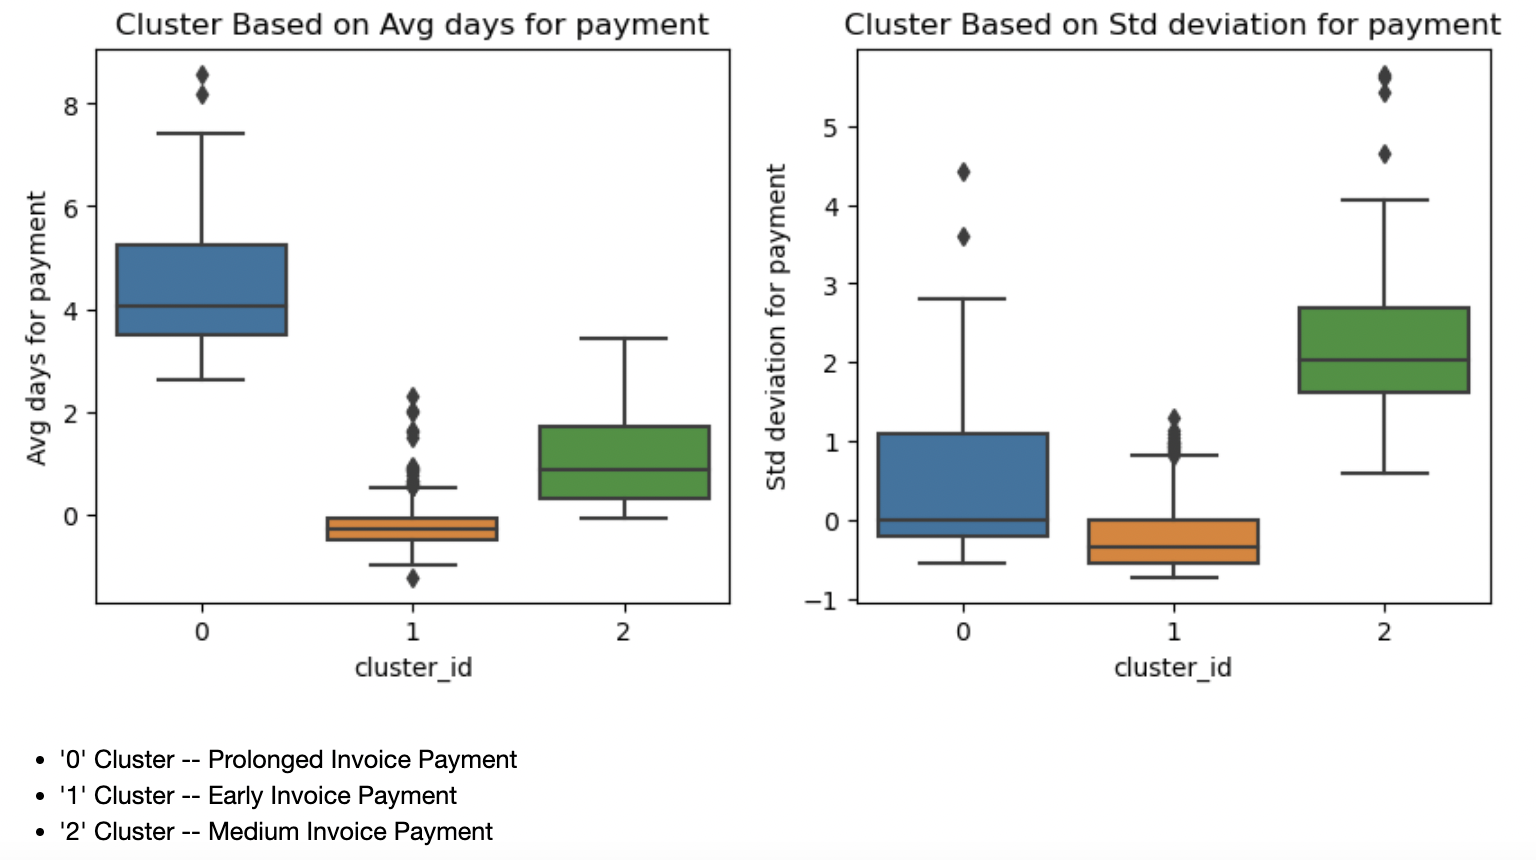 Cluster Based on Avg days for payment
Avg days for payment
8
6
4
2
0
0 1 2
cluster_id
Cluster Based on Std deviation for payment
Std deviation for payment
5
4
3
2
1
0
−1
0 1 2
cluster_id
• '0' Cluster -- Prolonged Invoice Payment
• '1' Cluster -- Early Invoice Payment
• '2' Cluster -- Medium Invoice Payment